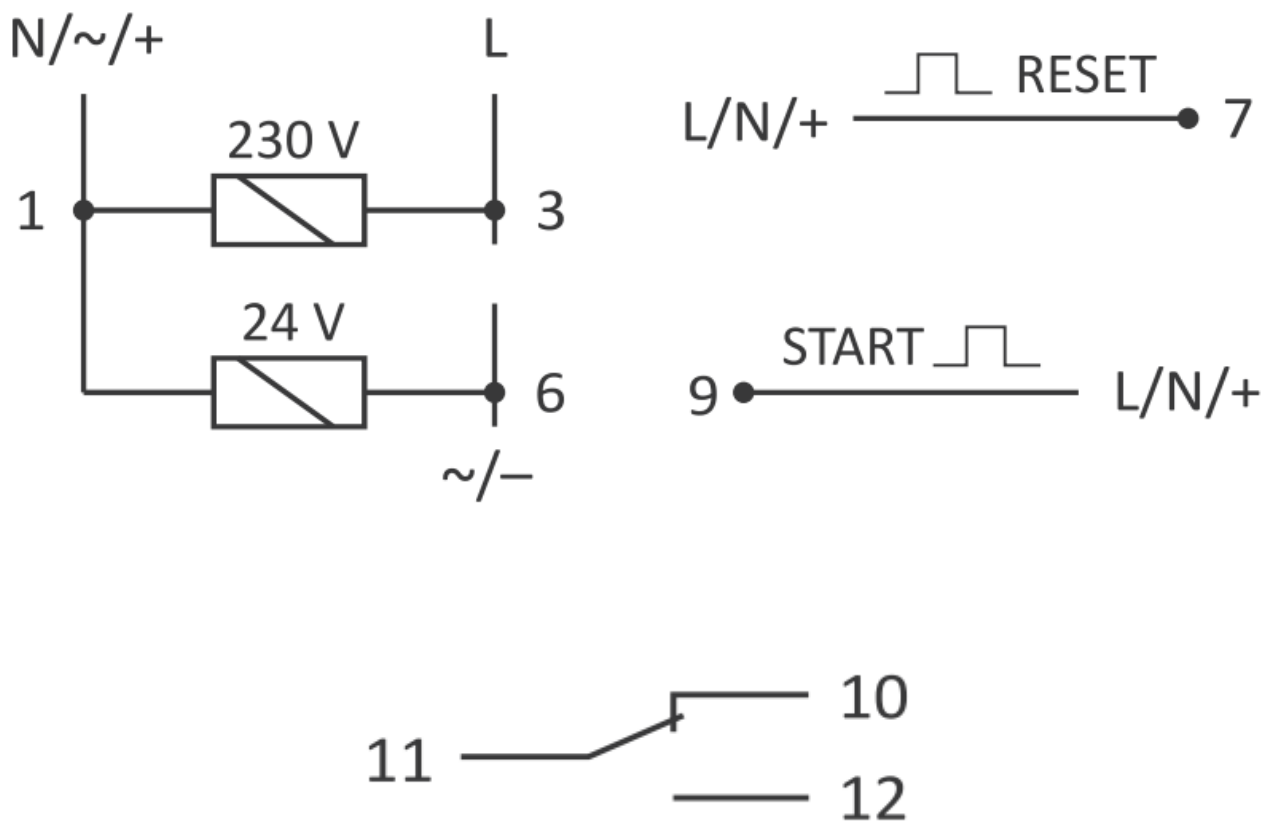 N/~/+
L
230 V
1
3
24 V
6
~/–
RESET
L/N/+
7
START
9
L/N/+
10
11
12